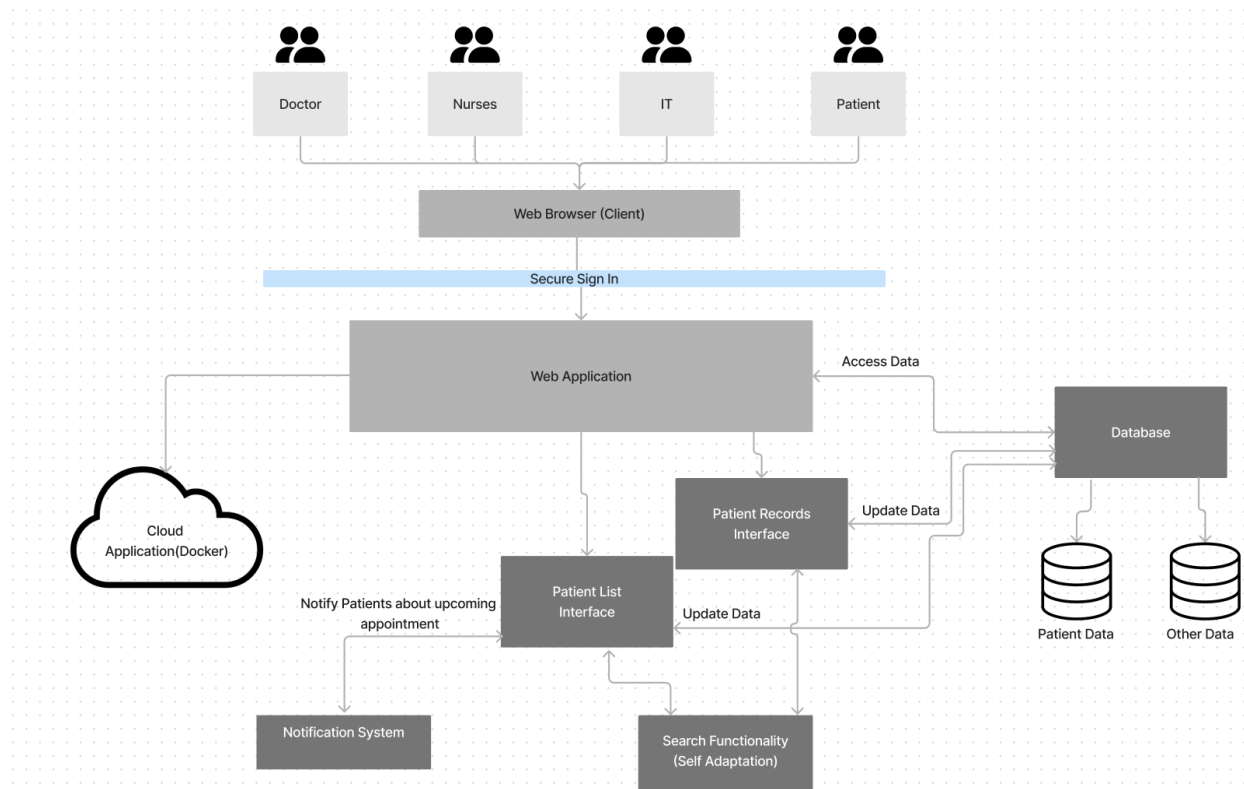 Doctor
Nurses
IT
Patient
Web Browser (Client)
Secure Sign In
Web Application
Access Data
Database
Cloud
Application(Docker)
Patient Records
Interface
Update Data
Patient List
Interface
Notify Patients about upcoming
appointment
Update Data
Patient Data
Other Data
Notification System
Search Functionality
(Self Adaptation)